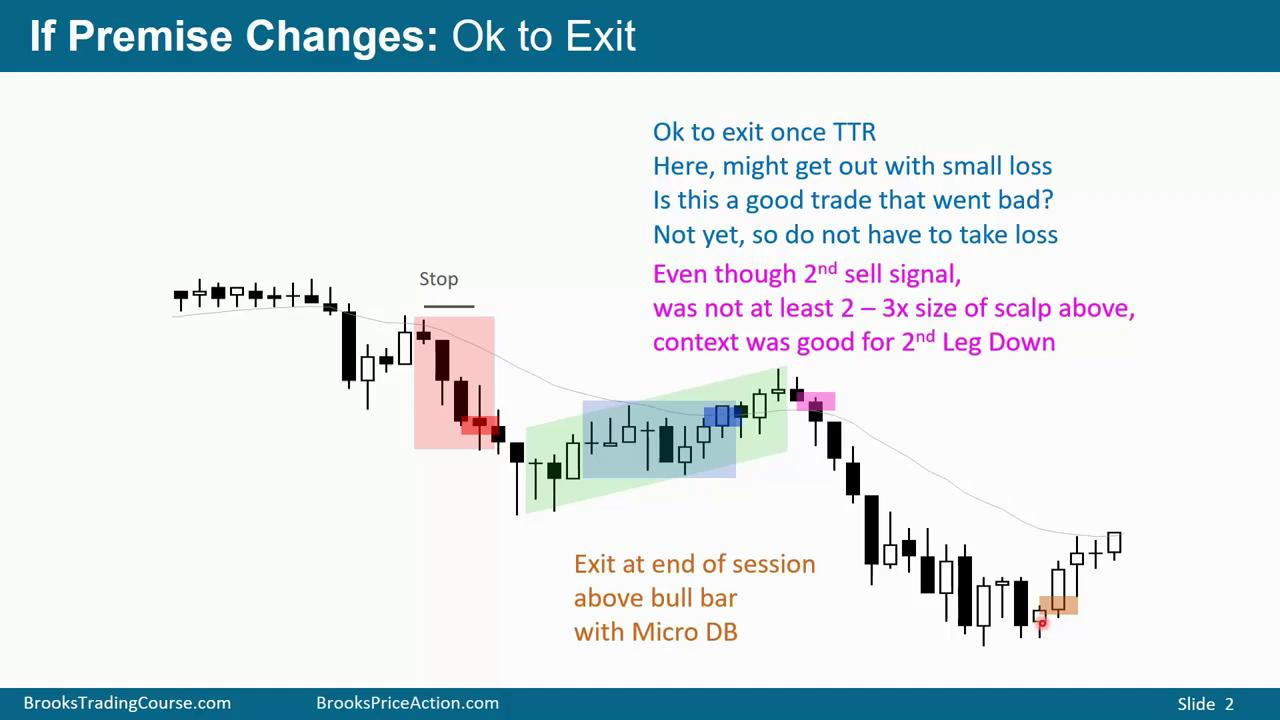 If Premise Changes: Ok to Exit
Ok to exit once TTR
Here, might get out with small loss
Is this a good trade that went bad?
Not yet, so do not have to take loss
Even though 2nd sell signal,
was not at least 2 – 3x size of scalp above,
context was good for 2nd Leg Down
Stop
Exit at end of session
above bull bar
with Micro DB
BrooksTradingCourse.com
BrooksPriceAction.com
Slide 2